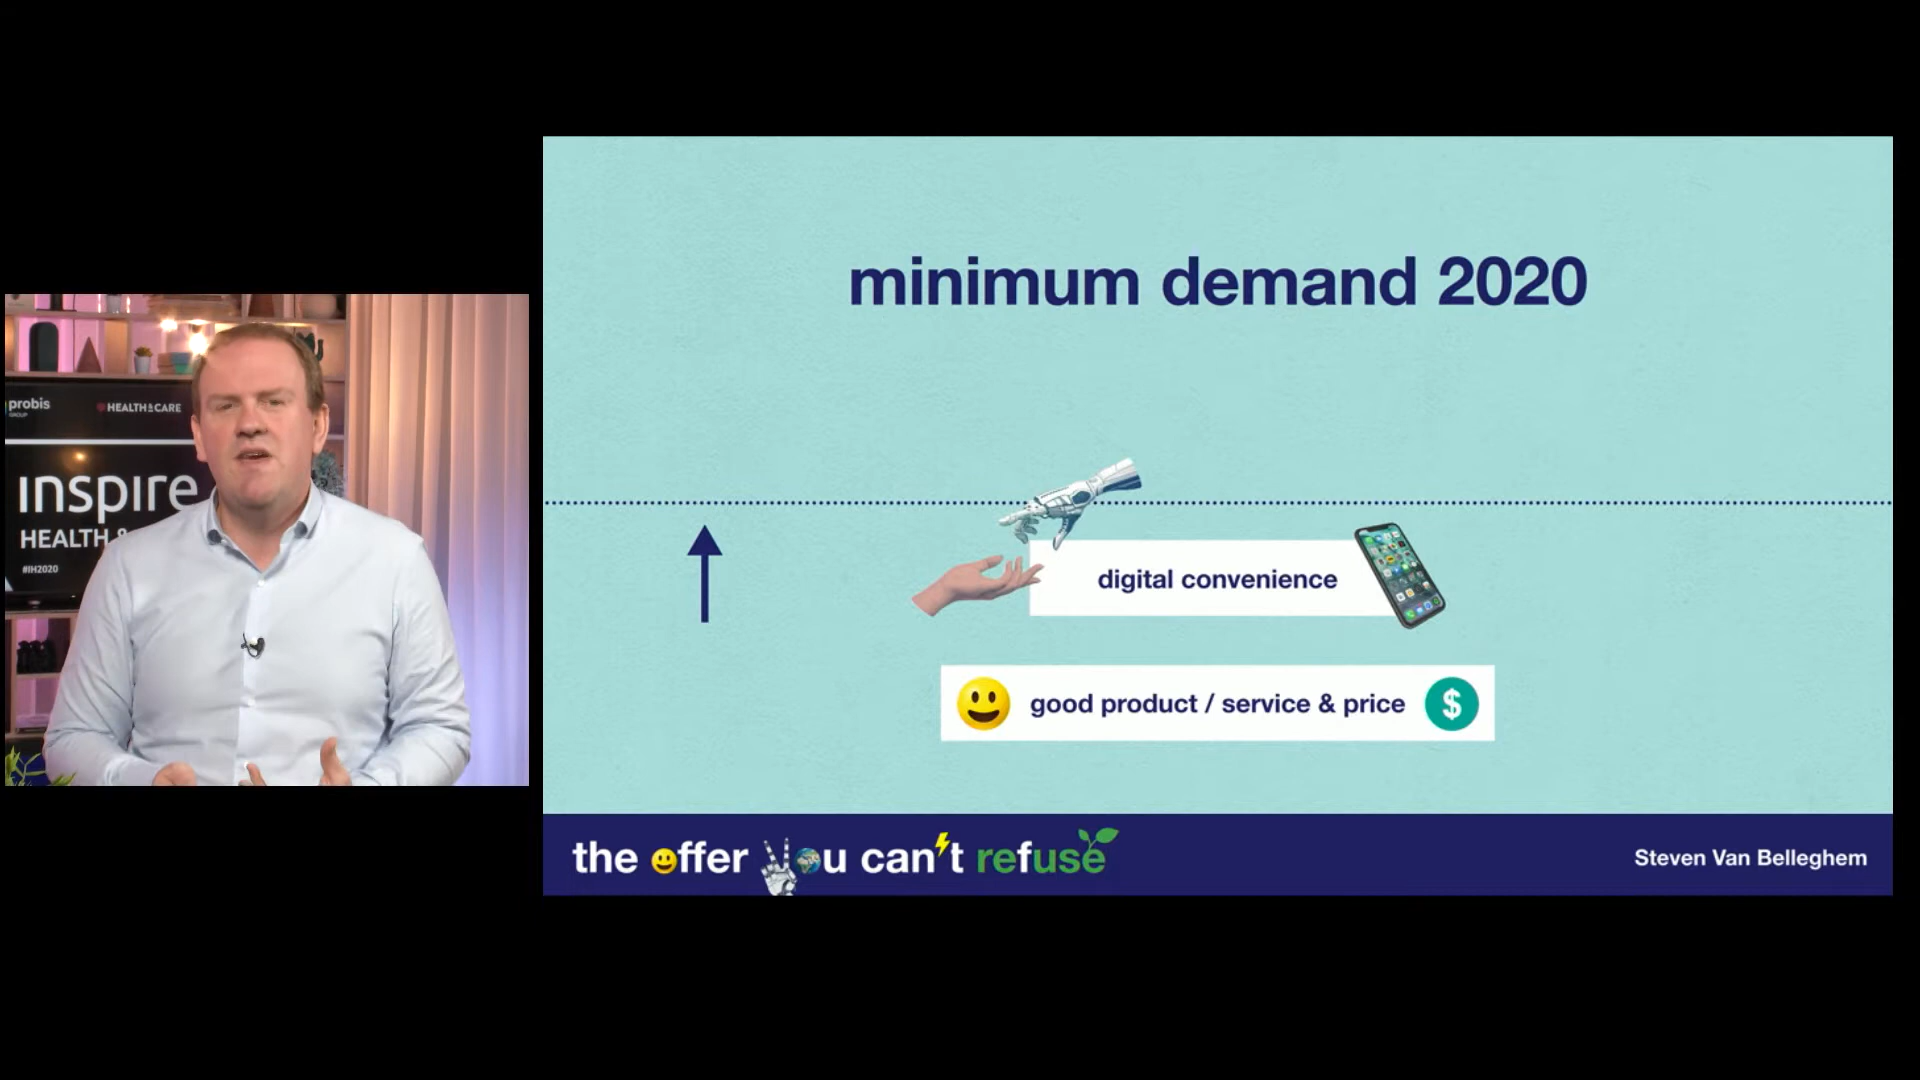 probis
GROUP
HEALTH&CARE
inspire
HEALTH &
#IH2020
minimum demand 2020
digital convenience
good product / service & price
$
the offer you can't refuse
Steven Van Belleghem